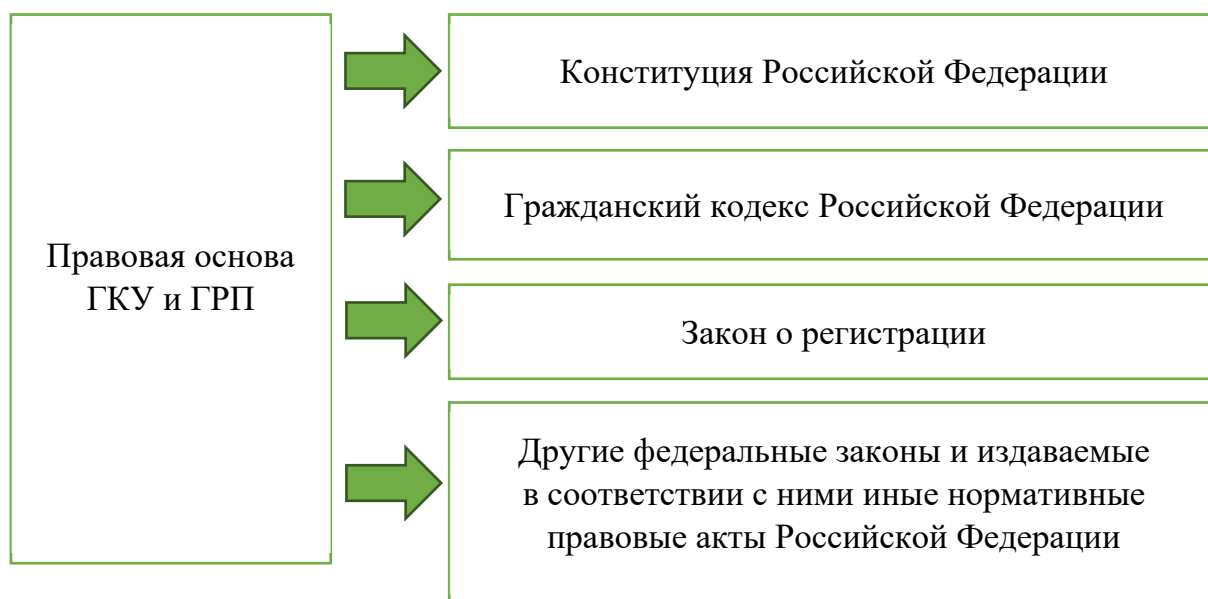 Правовая основа
ГКУ и ГРП
Конституция Российской Федерации
Гражданский кодекс Российской Федерации
Закон о регистрации
Другие федеральные законы и издаваемые
в соответствии с ними иные нормативные
правовые акты Российской Федерации